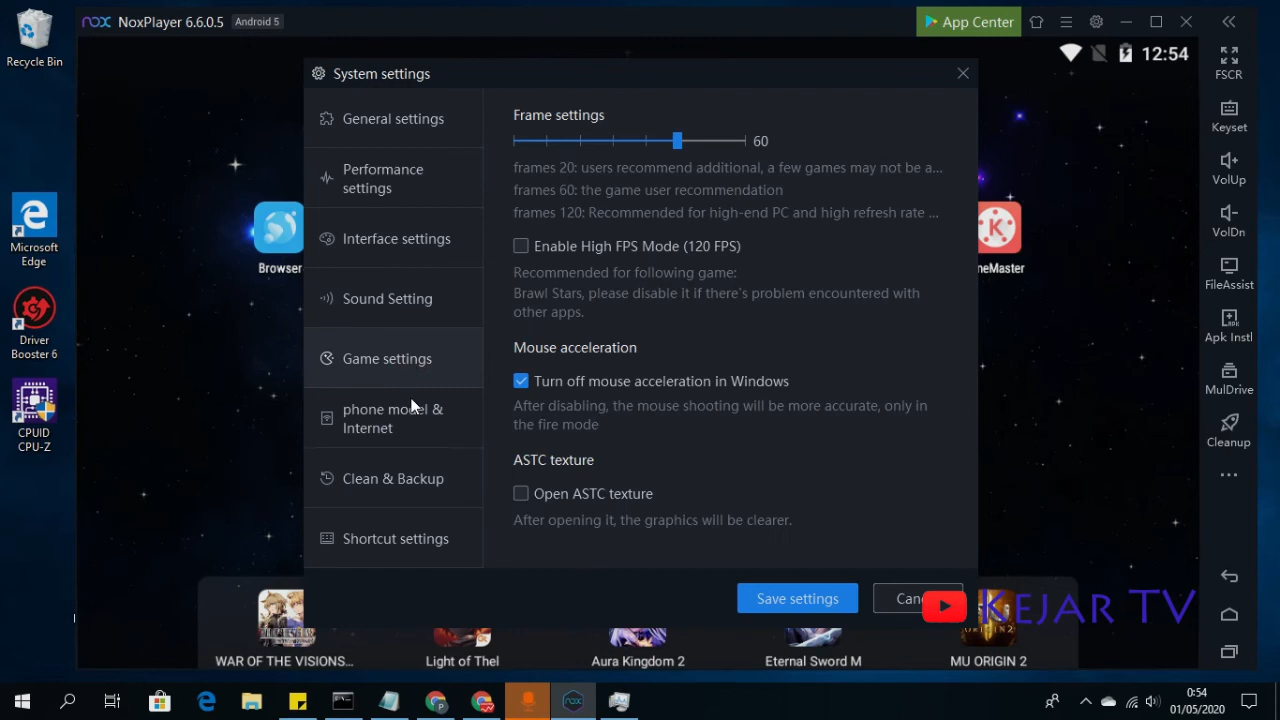 Recycle Bin
nox NoxPlayer 6.6.0.5 Android 5
App Center
12:54
FSCR
Keyset
VolUp
VolDn
FileAssist
Apk Instl
MulDrive
Cleanup
System settings
General settings
Performance
settings
Interface settings
Sound Setting
Game settings
phone model &
Internet
Clean & Backup
Shortcut settings
Frame settings
60
frames 20: users recommend additional, a few games may not be a...
frames 60: the game user recommendation
frames 120: Recommended for high-end PC and high refresh rate ...
Enable High FPS Mode (120 FPS)
Recommended for following game:
Brawl Stars, please disable it if there's problem encountered with
other apps.
Mouse acceleration
Turn off mouse acceleration in Windows
After disabling, the mouse shooting will be more accurate, only in
the fire mode
ASTC texture
Open ASTC texture
After opening it, the graphics will be clearer.
Save settings
Microsoft
Edge
Driver
Booster 6
CPUID
CPU-Z
Browser
neMaster
KEJAR TV
WAR OF THE VISIONS...
Light of Thel
Aura Kingdom 2
Eternal Sword M
MU ORIGIN 2
0:54
01/05/2020